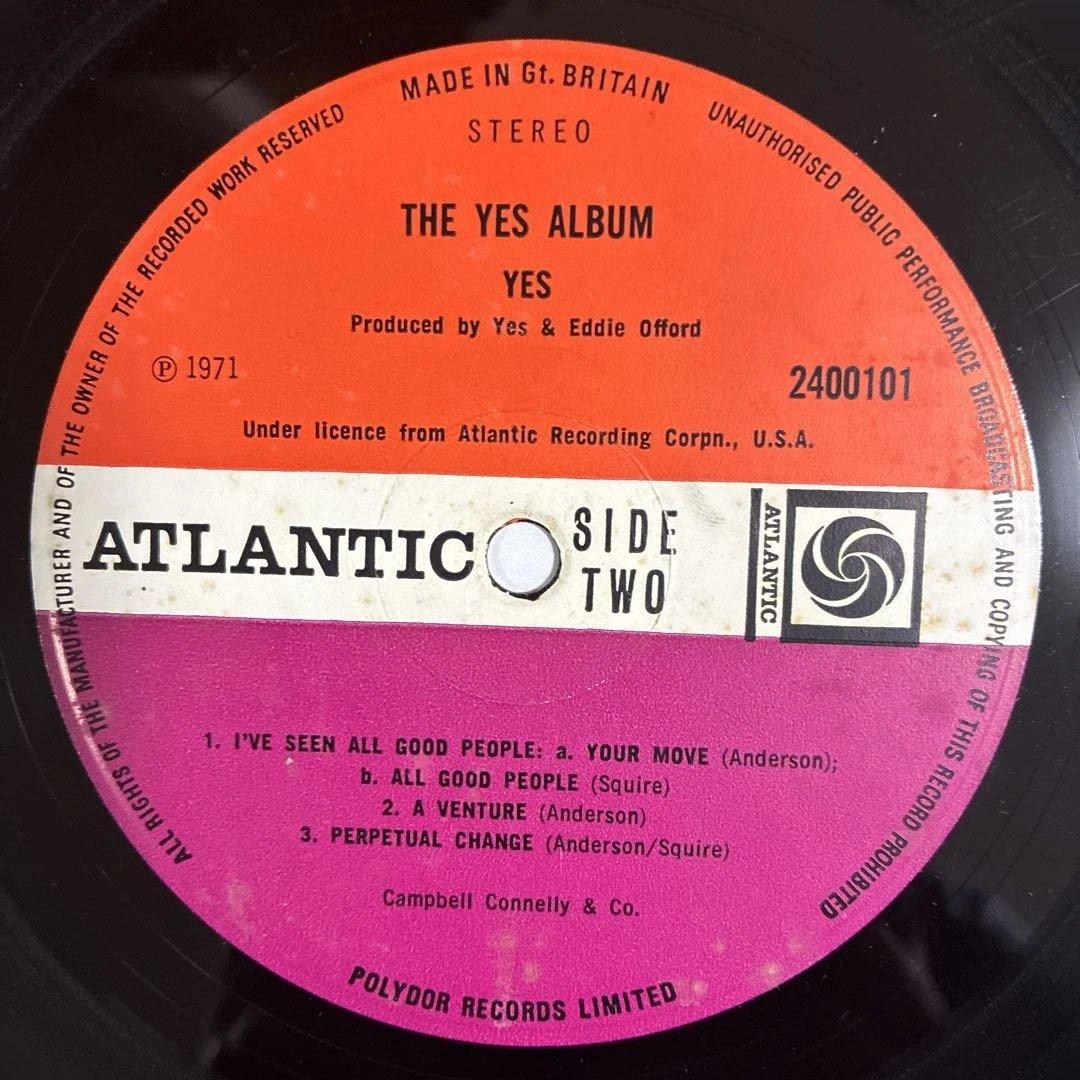 MADE IN Gt. BRITAIN
STEREO
THE YES ALBUM
YES
Produced by Yes & Eddie Offord
℗ 1971
2400101
Under licence from Atlantic Recording Corpn., U.S.A.
ATLANTIC
SIDE
TWO
ATLANTIC
1. I'VE SEEN ALL GOOD PEOPLE: a. YOUR MOVE (Anderson);
b. ALL GOOD PEOPLE (Squire)
2. A VENTURE (Anderson)
3. PERPETUAL CHANGE (Anderson/Squire)
Campbell Connelly & Co.
POLYDOR RECORDS LIMITED
ALL RIGHTS OF THE MANUFACTURER AND OF THE OWNER OF THE RECORDED WORK RESERVED
UNAUTHORISED PUBLIC PERFORMANCE BROADCASTING AND COPYING OF THIS RECORD PROHIBITED